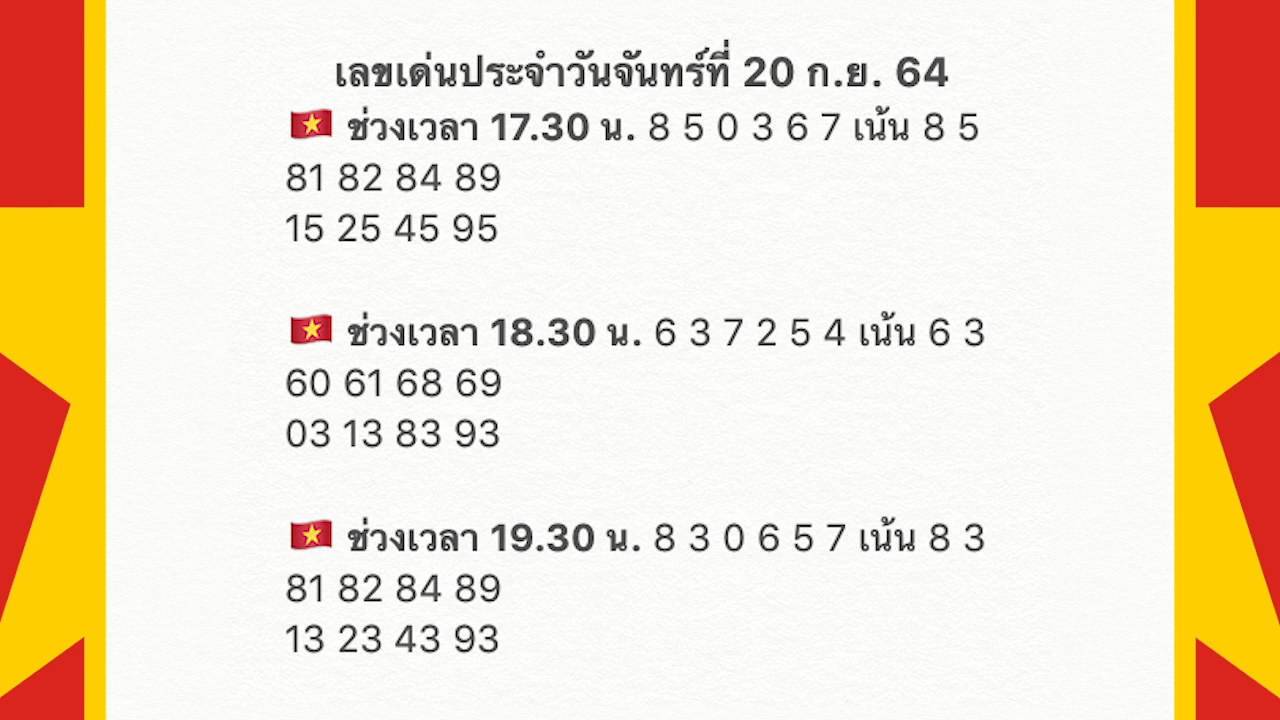 เลขเด่นประจำวันจันทร์ที่ 20 ก.ย. 64
🇻🇳 ช่วงเวลา 17.30 น. 8 5 0 3 6 7 เน้น 8 5
81 82 84 89
15 25 45 95
🇻🇳 ช่วงเวลา 18.30 น. 6 3 7 2 5 4 เน้น 6 3
60 61 68 69
03 13 83 93
🇻🇳 ช่วงเวลา 19.30 น. 8 3 0 6 5 7 เน้น 8 3
81 82 84 89
13 23 43 93